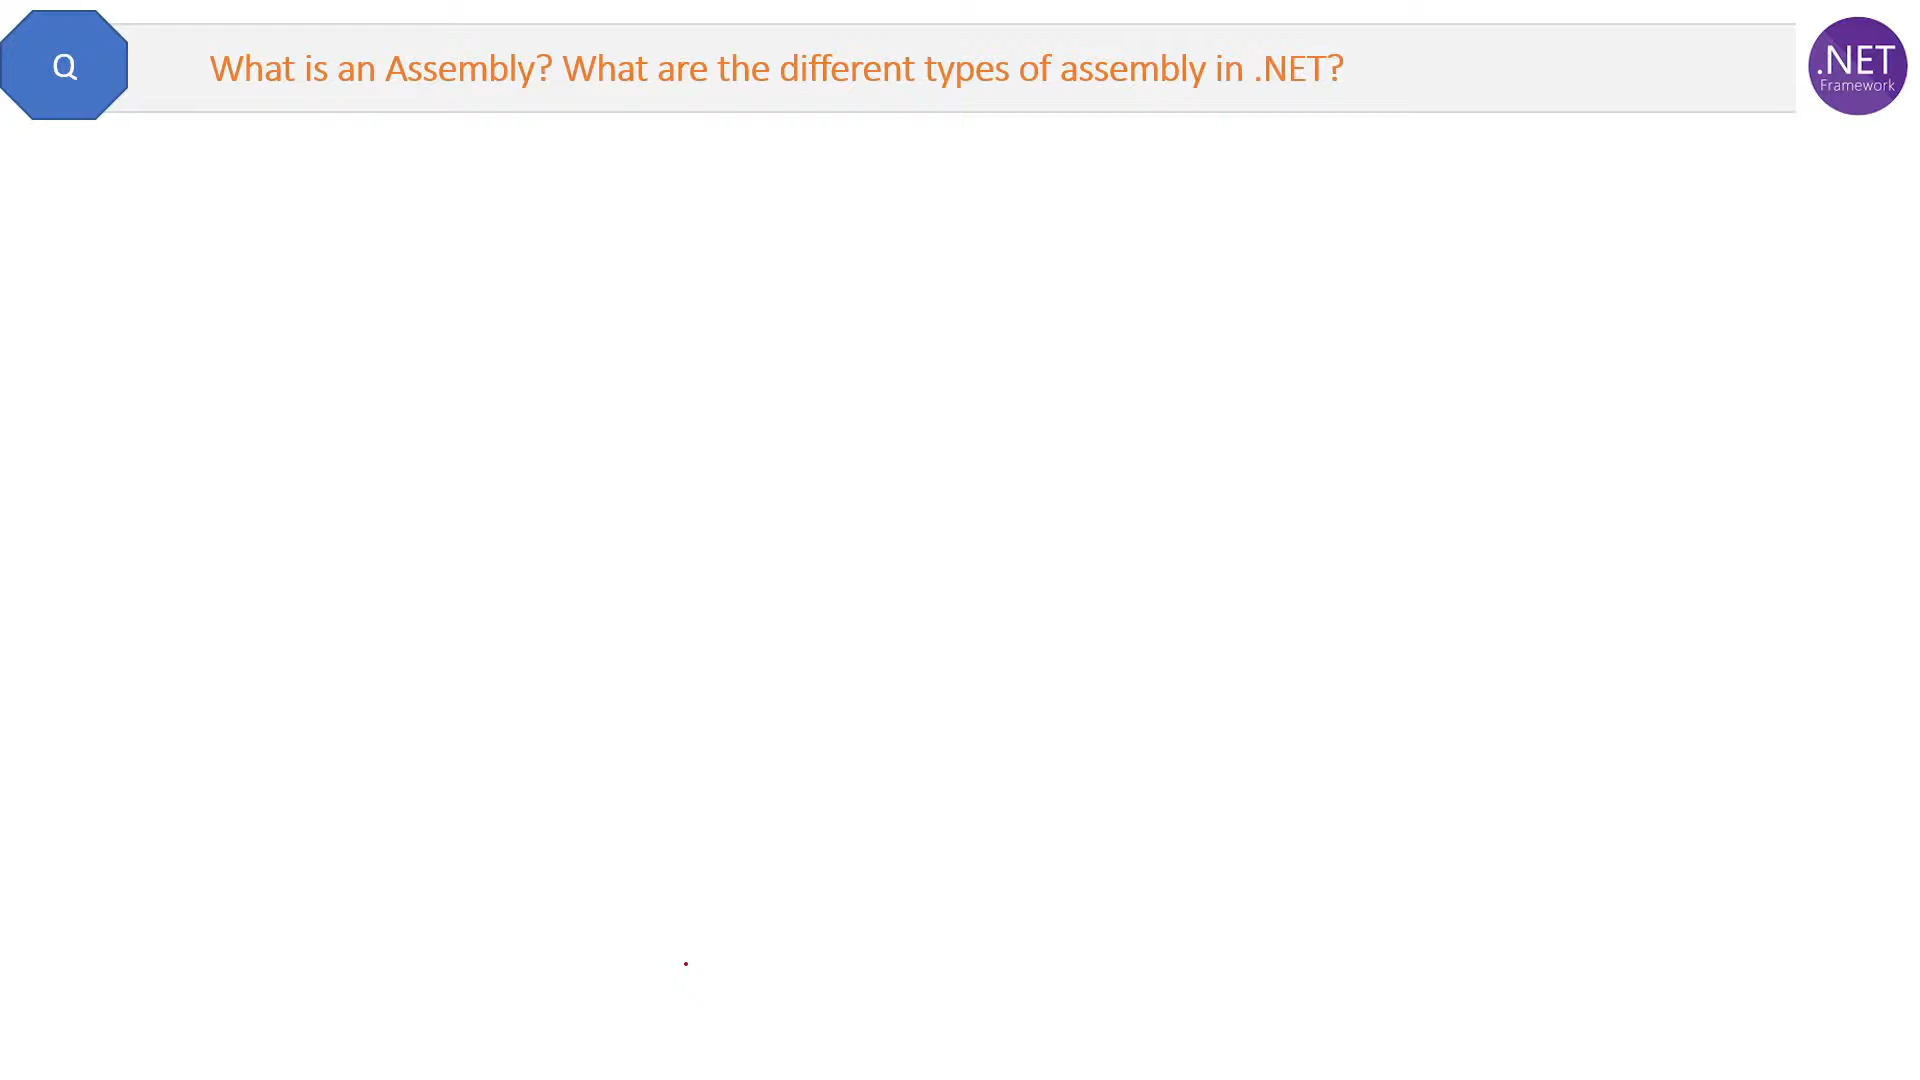 Q
What is an Assembly? What are the different types of assembly in .NET?
.NET
Framework